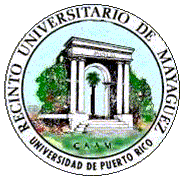 RECINTO UNIVERSITARIO DE MAYAGÜEZ
CAAM
UNIVERSIDAD DE PUERTO RICO